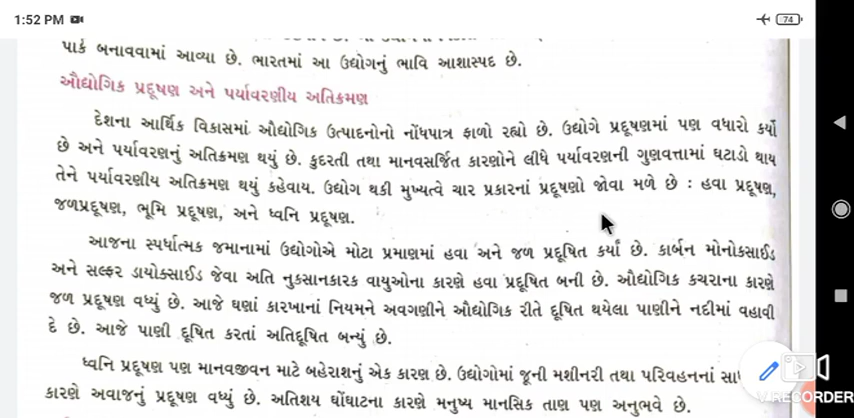 1:52 PM
74
પાર્ક બનાવવામાં આવ્યા છે. ભારતમાં આ ઉદ્યોગનું ભાવિ આશાસ્પદ છે.
ઔદ્યોગિક પ્રદૂષણ અને પર્યાવરણીય અતિક્રમણ
દેશના આર્થિક વિકાસમાં ઔદ્યોગિક ઉત્પાદનોનો નોંધપાત્ર ફાળો રહ્યો છે. ઉદ્યોગે પ્રદૂષણમાં પણ વધારો કર્યો
છે અને પર્યાવરણનું અતિક્રમણ થયું છે. કુદરતી તથા માનવસર્જિત કારણોને લીધે પર્યાવરણની ગુણવત્તામાં ઘટાડો થાય
તેને પર્યાવરણીય અતિક્રમણ થયું કહેવાય. ઉદ્યોગ થકી મુખ્યત્વે ચાર પ્રકારનાં પ્રદૂષણો જોવા મળે છે : હવા પ્રદૂષણ,
જળપ્રદૂષણ, ભૂમિ પ્રદૂષણ, અને ધ્વનિ પ્રદૂષણ.
આજના સ્પર્ધાત્મક જમાનામાં ઉદ્યોગોએ મોટા પ્રમાણમાં હવા અને જળ પ્રદૂષિત કર્યાં છે. કાર્બન મોનોકસાઈડ
અને સલ્ફર ડાયોક્સાઈડ જેવા અતિ નુકસાનકારક વાયુઓના કારણે હવા પ્રદૂષિત બની છે. ઔદ્યોગિક કચરાના કારણે
જળ પ્રદૂષણ વધ્યું છે. આજે ઘણાં કારખાનાં નિયમને અવગણીને ઔદ્યોગિક રીતે દૂષિત થયેલા પાણીને નદીમાં વહાવી
દે છે. આજે પાણી દૂષિત કરતાં અતિદૂષિત બન્યું છે.
ધ્વનિ પ્રદૂષણ પણ માનવજીવન માટે બહેરાશનું એક કારણ છે. ઉદ્યોગોમાં જૂની મશીનરી તથા પરિવહનનાં
કારણે અવાજનું પ્રદૂષણ વધ્યું છે. અતિશય ઘોંઘાટના કારણે મનુષ્ય માનસિક તાણ પણ અનુભવે છે.
V RECORDER